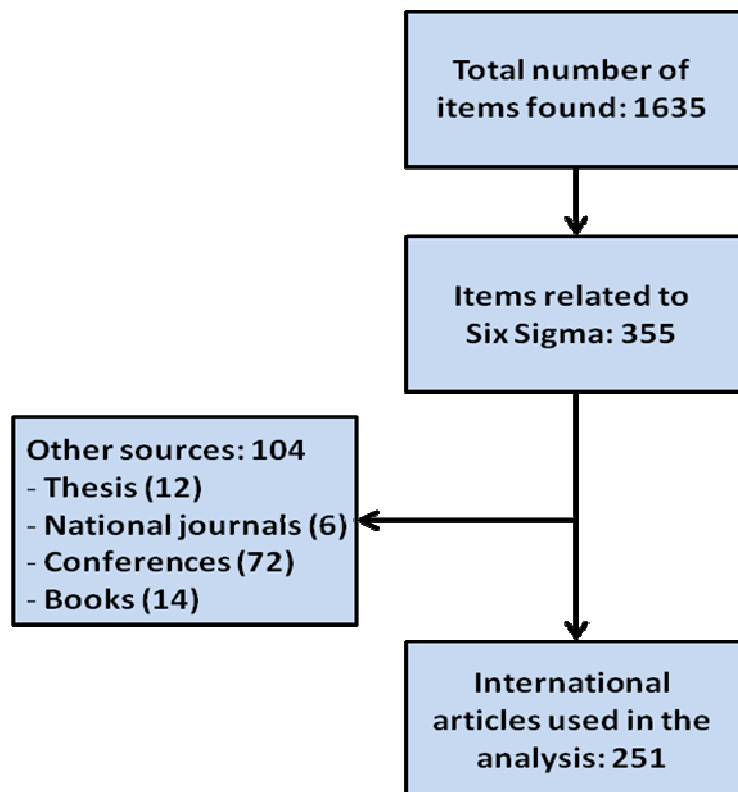 Total number of
items found: 1635
Items related to
Six Sigma: 355
Other sources: 104
- Thesis (12)
- National journals (6)
- Conferences (72)
- Books (14)
International
articles used in the
analysis: 251